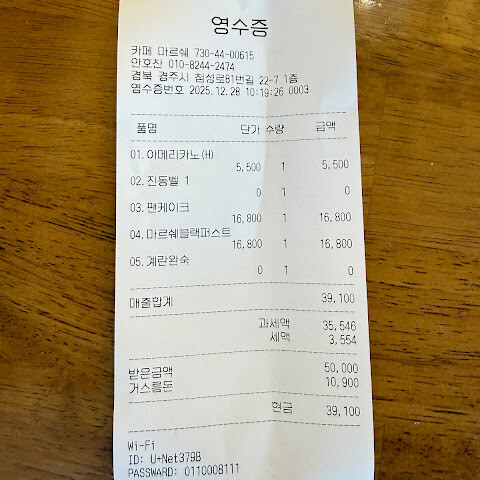 영수증
카페 마르쉐 730-44-00615
안호찬 010-8244-2474
경북 경주시 첨성로81번길 22-7 1층
영수증번호 2025.12.28 10:19:26 0003
품명 단가 수량 금액
01. 아메리카노(H)
5,500 1 5,500
02. 진동벨 1
0 1 0
03. 팬케이크
16,800 1 16,800
04. 마르쉐블랙퍼스트
16,800 1 16,800
05. 계란완숙
0 1 0
매출합계 39,100
과세액 35,546
세액 3,554
받은금액 50,000
거스름돈 10,900
현금 39,100
Wi-Fi
ID: U+Net379B
PASSWARD: 0110008111